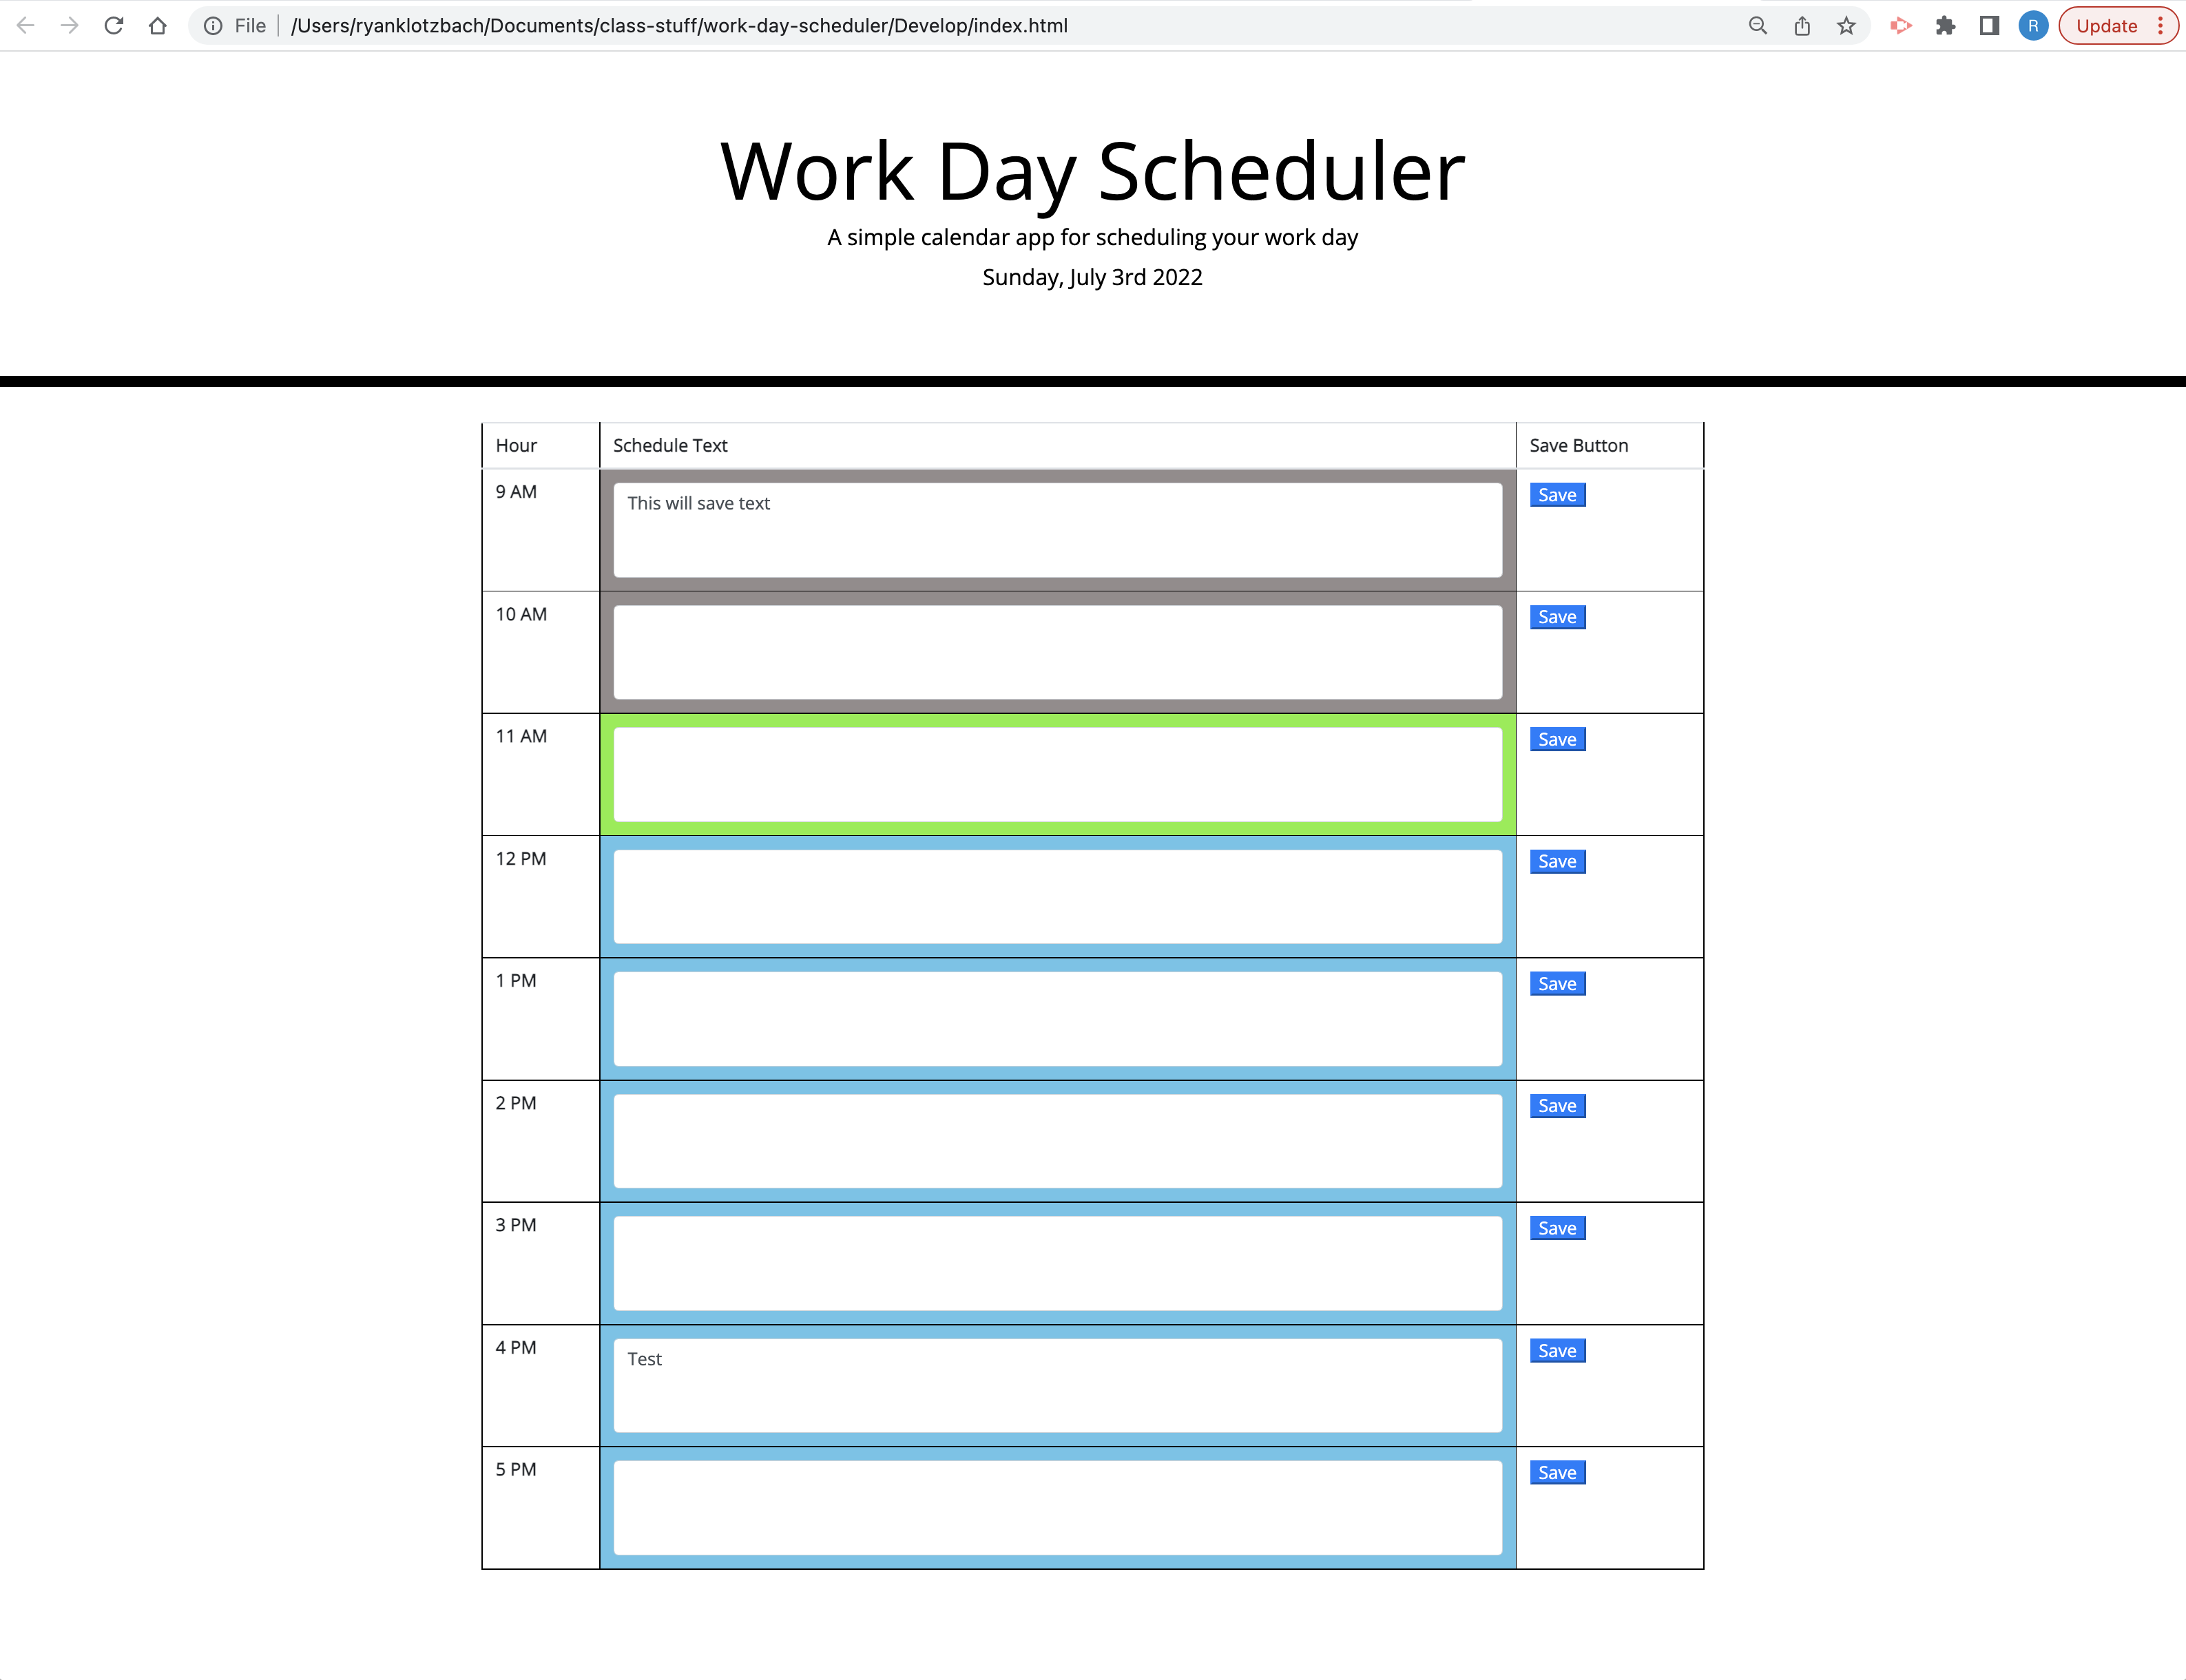 File /Users/ryanklotzbach/Documents/class-stuff/work-day-scheduler/Develop/index.html R Update
Work Day Scheduler
A simple calendar app for scheduling your work day
Sunday, July 3rd 2022
Hour Schedule Text Save Button
9 AM This will save text Save
10 AM Save
11 AM Save
12 PM Save
1 PM Save
2 PM Save
3 PM Save
4 PM Test Save
5 PM Save